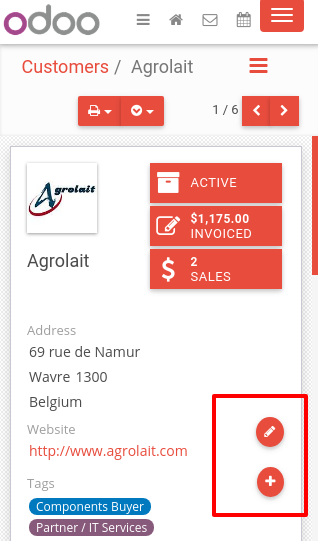 odoo
Customers / Agrolait
1 / 6
Agrolait
ACTIVE
$1,175.00
INVOICED
2
SALES
Agrolait
Address
69 rue de Namur
Wavre 1300
Belgium
Website
http://www.agrolait.com
Tags
Components Buyer
Partner / IT Services